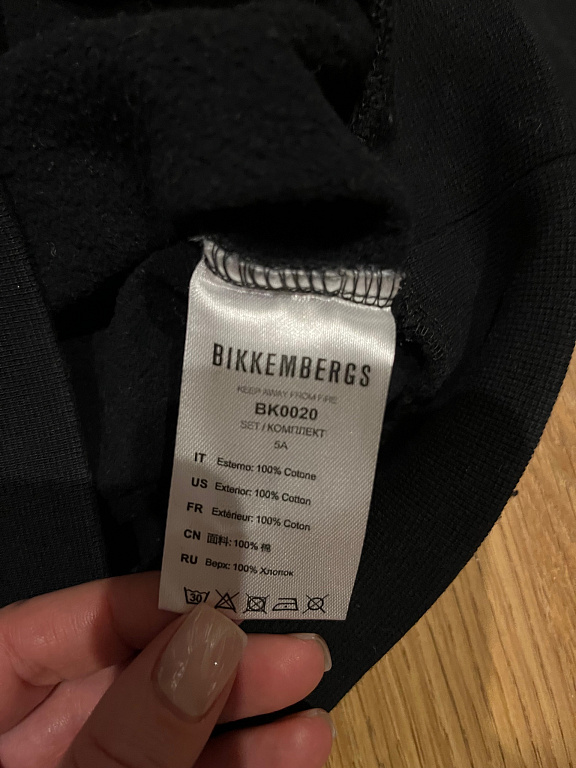 BIKKEMBERGS
KEEP AWAY FROM FIRE
BK0020
SET / КОМПЛЕКТ
5A
IT Esterno: 100% Cotone
US Exterior: 100% Cotton
FR Extérieur: 100% Coton
CN 面料: 100% 棉
RU Верх: 100% Хлопок
30